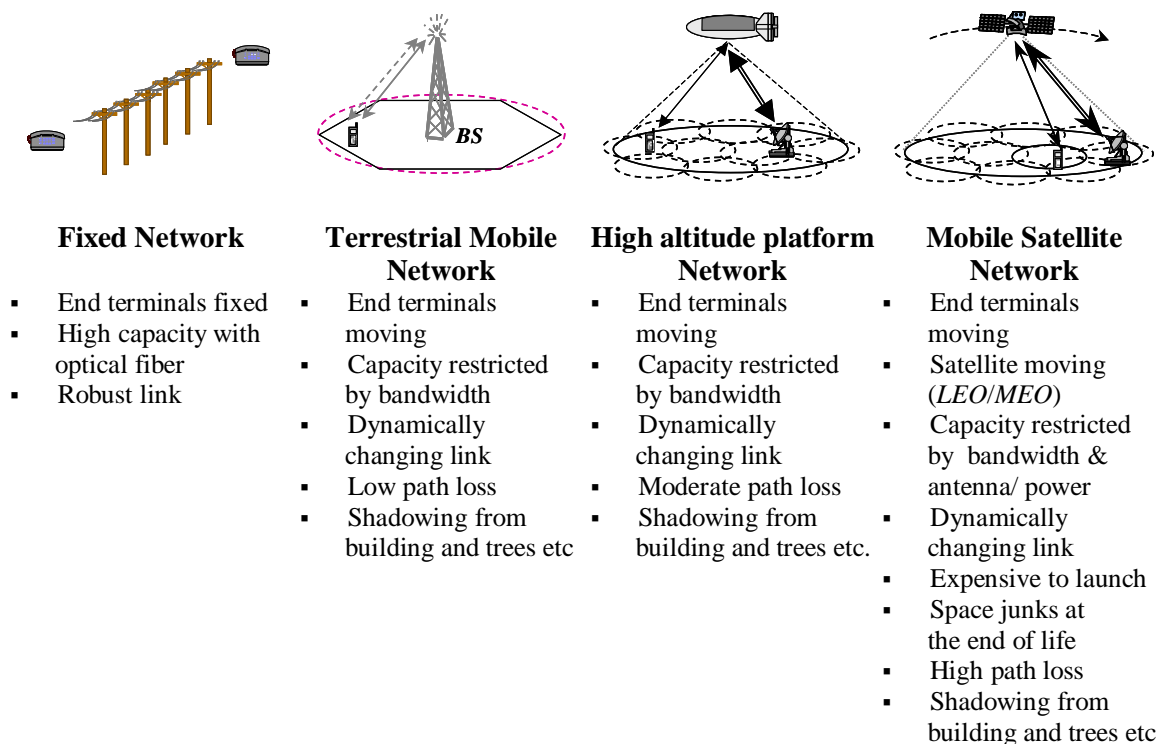 BS
Fixed Network
▪ End terminals fixed
▪ High capacity with
optical fiber
▪ Robust link
Terrestrial Mobile
Network
▪ End terminals
moving
▪ Capacity restricted
by bandwidth
▪ Dynamically
changing link
▪ Low path loss
▪ Shadowing from
building and trees etc
High altitude platform
Network
▪ End terminals
moving
▪ Capacity restricted
by bandwidth
▪ Dynamically
changing link
▪ Moderate path loss
▪ Shadowing from
building and trees etc.
Mobile Satellite
Network
▪ End terminals
moving
▪ Satellite moving
(LEO/MEO)
▪ Capacity restricted
by bandwidth &
antenna/ power
▪ Dynamically
changing link
▪ Expensive to launch
▪ Space junks at
the end of life
▪ High path loss
▪ Shadowing from
building and trees etc